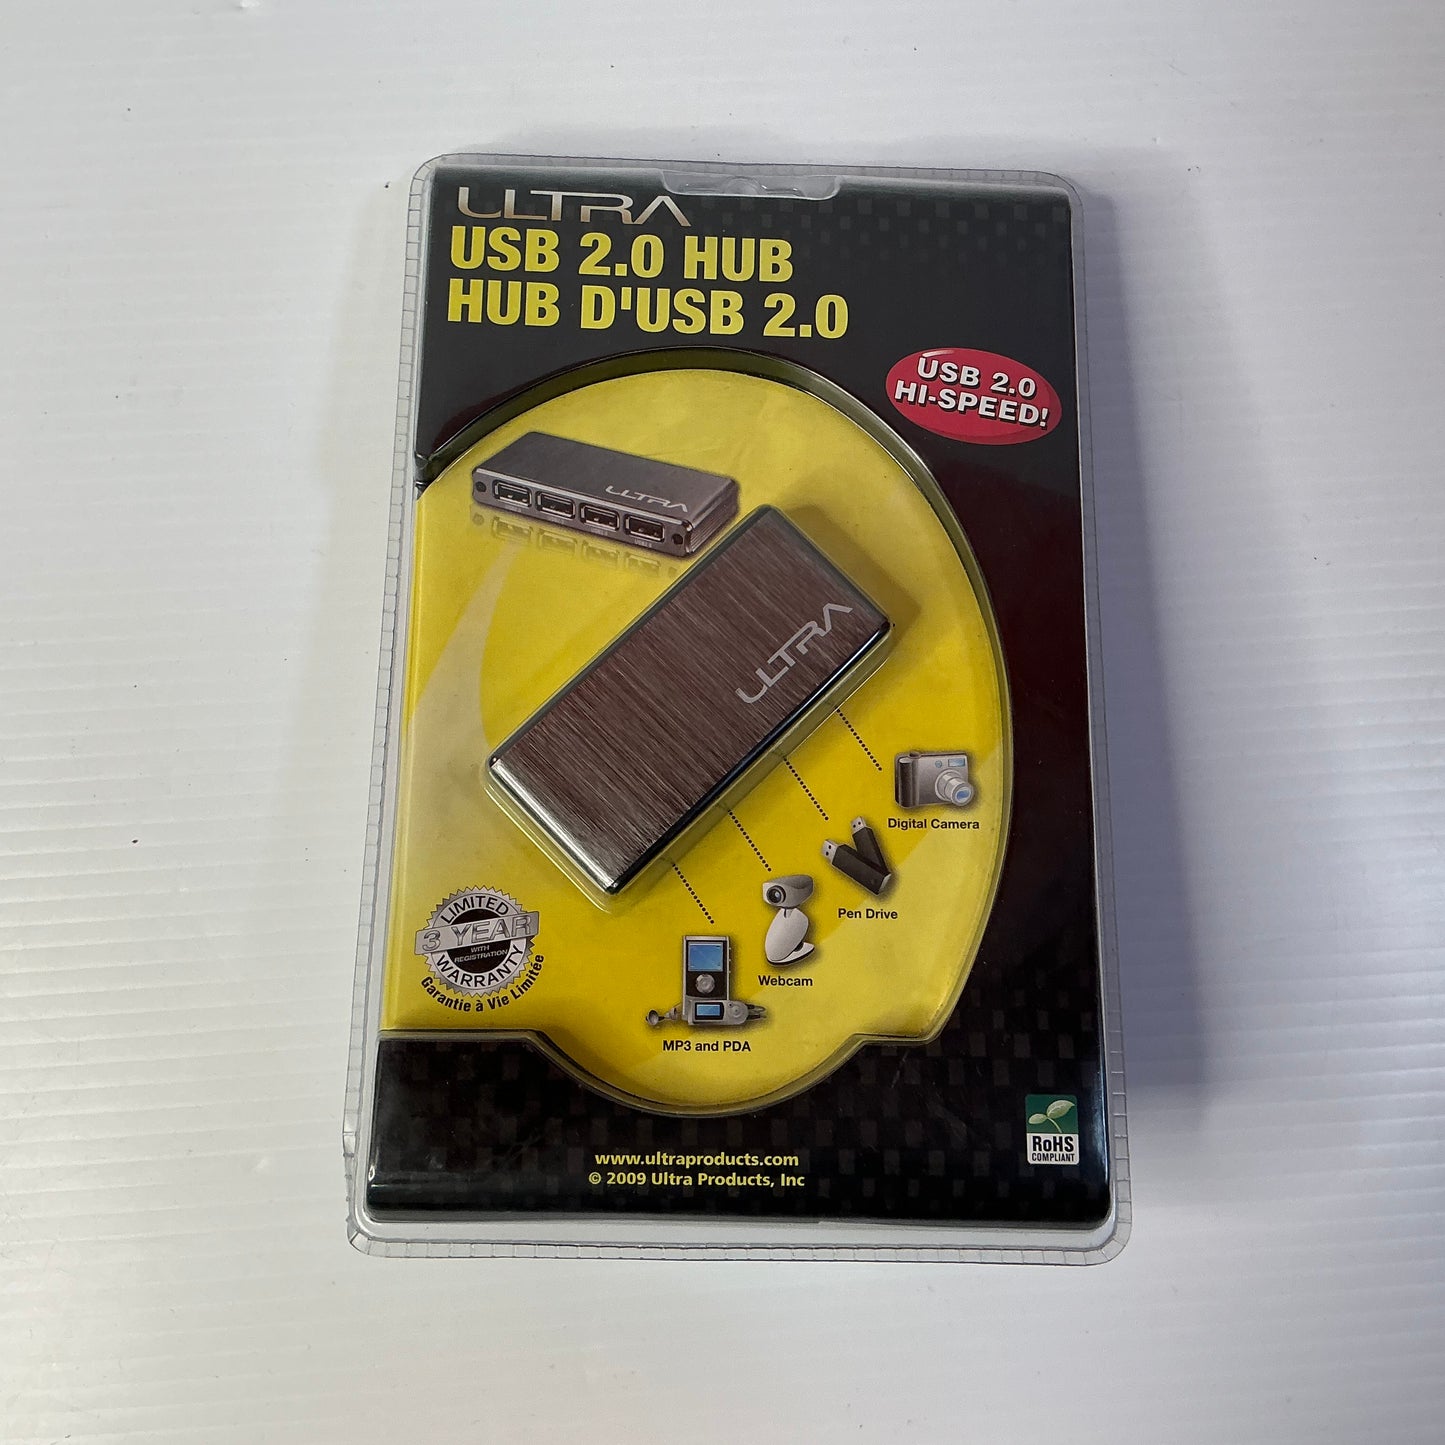 ULTRA
USB 2.0 HUB
HUB D'USB 2.0
USB 2.0
HI-SPEED!
ULTRA
ULTRA
Digital Camera
Pen Drive
Webcam
MP3 and PDA
LIMITED
3 YEAR
WITH
REGISTRATION
WARRANTY
Garantie à Vie Limitée
RoHS
COMPLIANT
www.ultraproducts.com
© 2009 Ultra Products, Inc